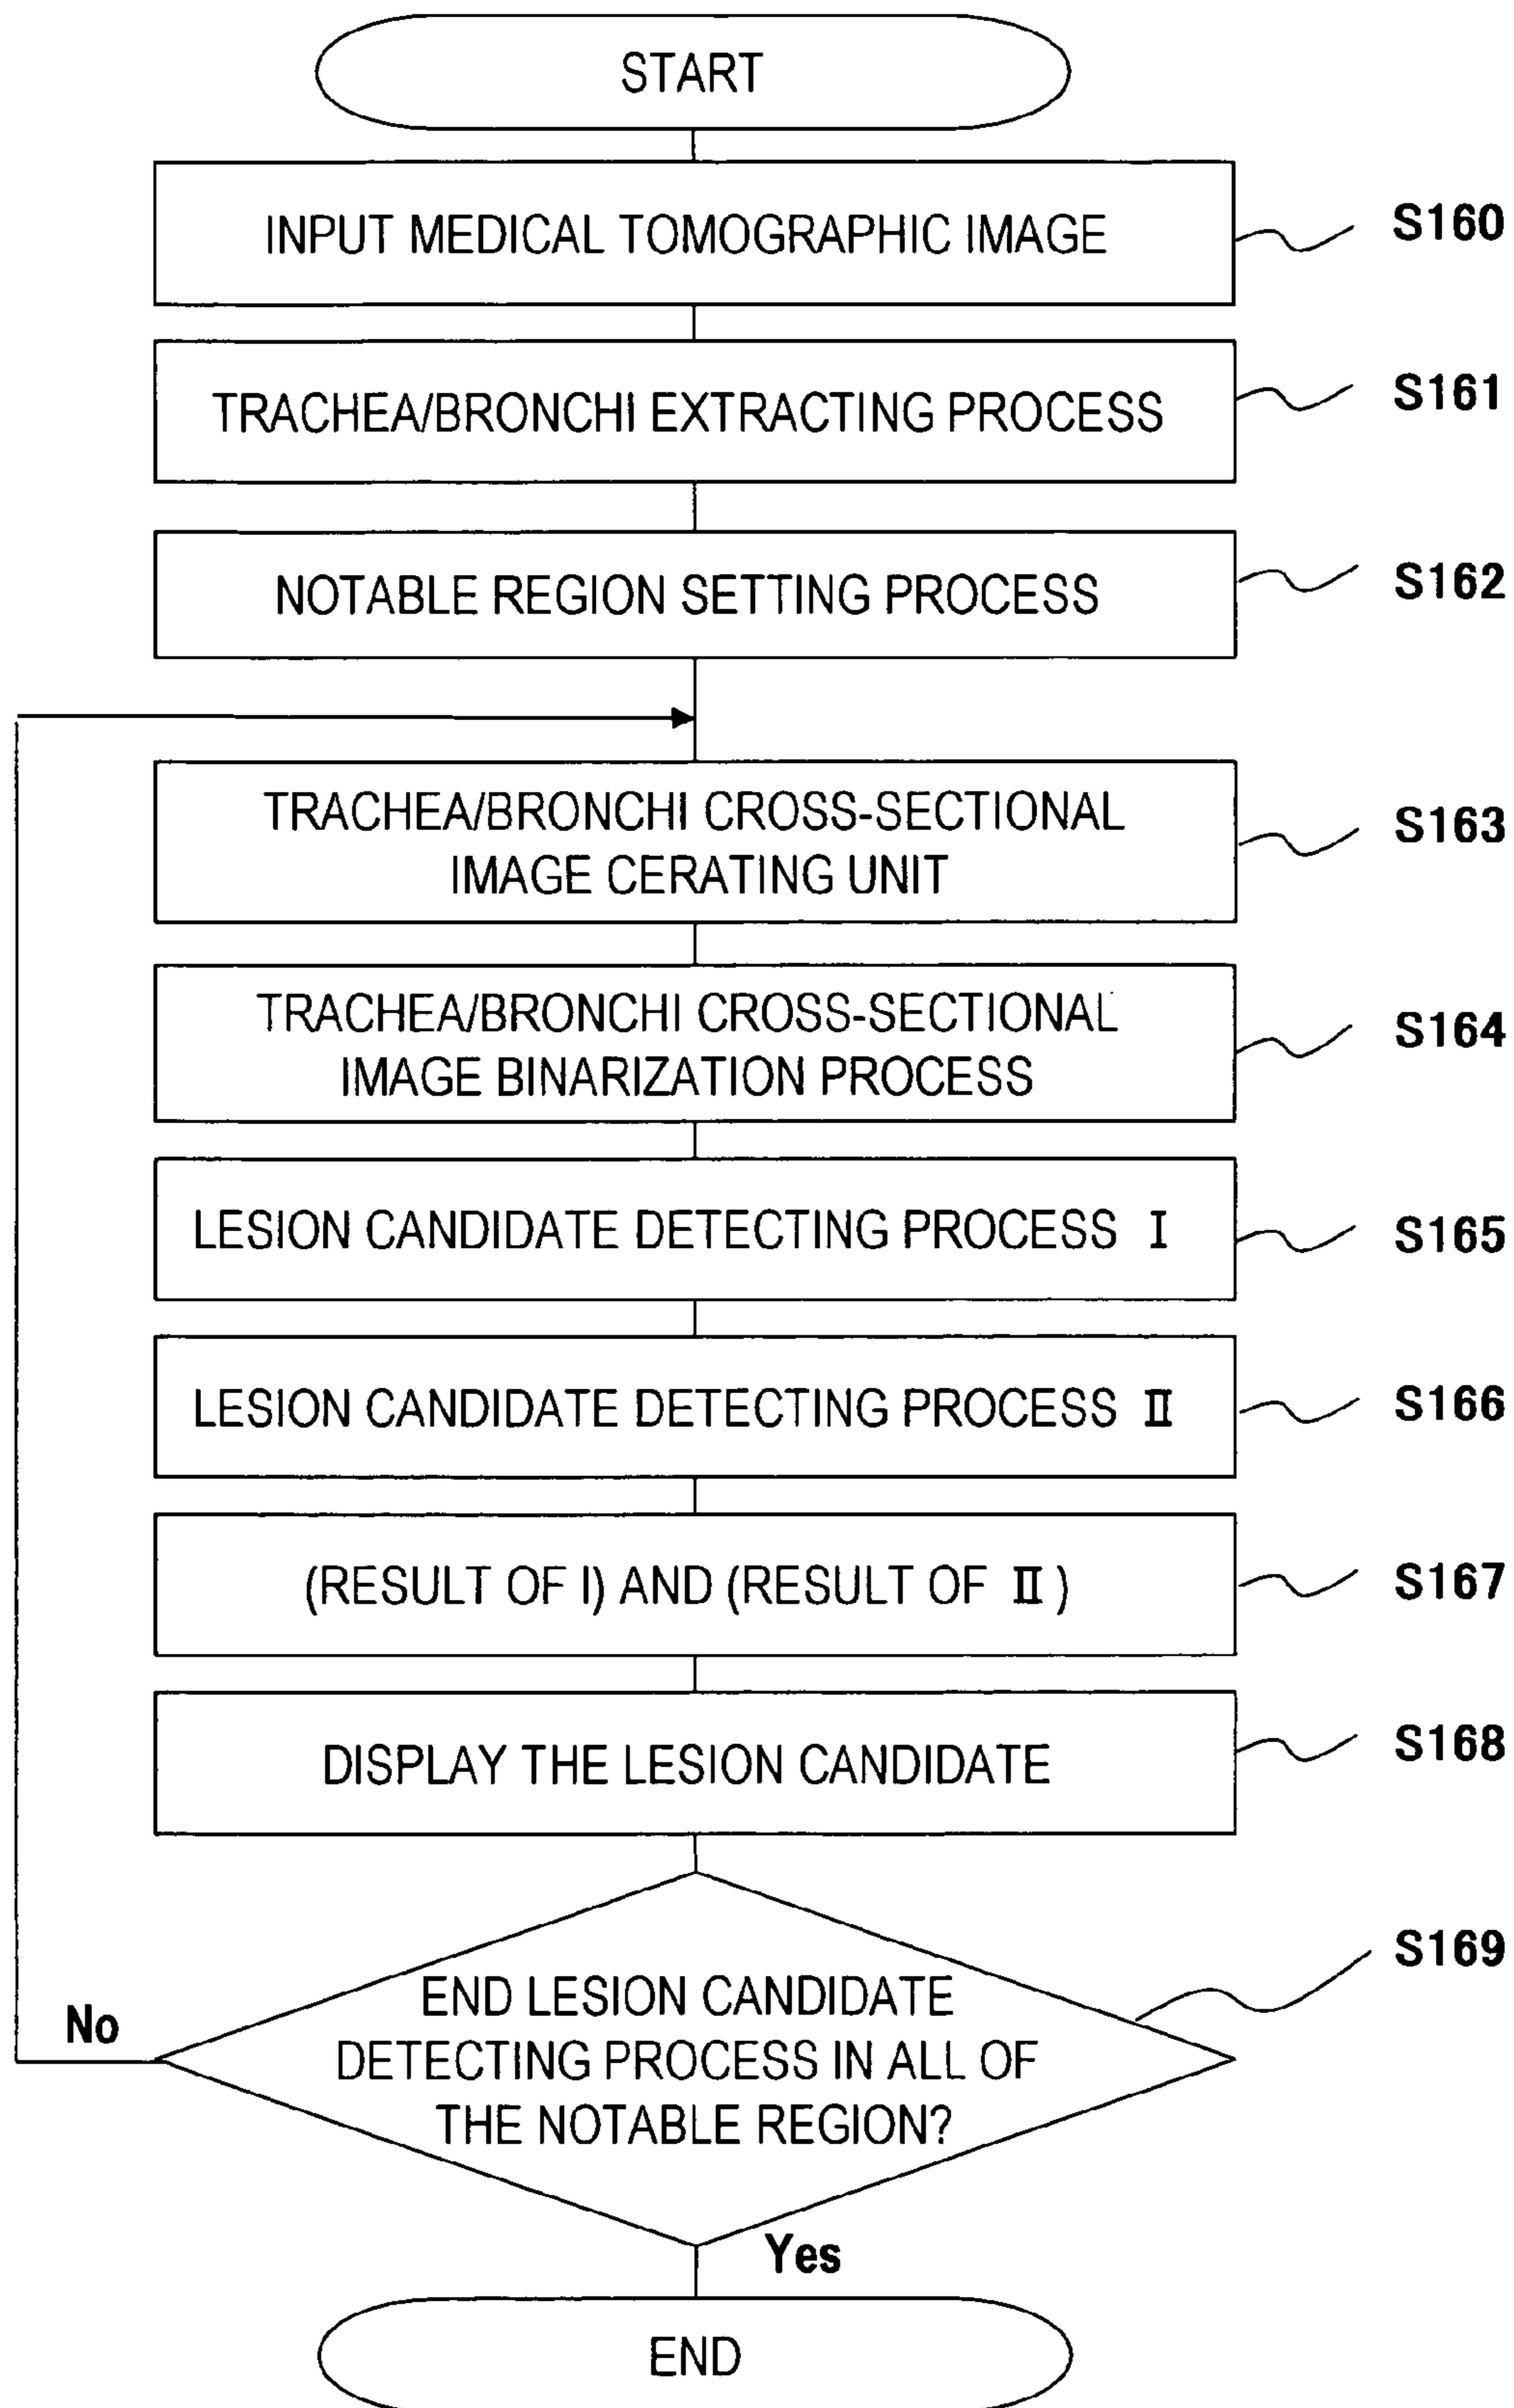 START
INPUT MEDICAL TOMOGRAPHIC IMAGE
S160
TRACHEA/BRONCHI EXTRACTING PROCESS
S161
NOTABLE REGION SETTING PROCESS
S162
TRACHEA/BRONCHI CROSS-SECTIONAL
IMAGE CERATING UNIT
S163
TRACHEA/BRONCHI CROSS-SECTIONAL
IMAGE BINARIZATION PROCESS
S164
LESION CANDIDATE DETECTING PROCESS I
S165
LESION CANDIDATE DETECTING PROCESS II
S166
(RESULT OF I) AND (RESULT OF II)
S167
DISPLAY THE LESION CANDIDATE
S168
END LESION CANDIDATE
DETECTING PROCESS IN ALL OF
THE NOTABLE REGION?
S169
No
Yes
END